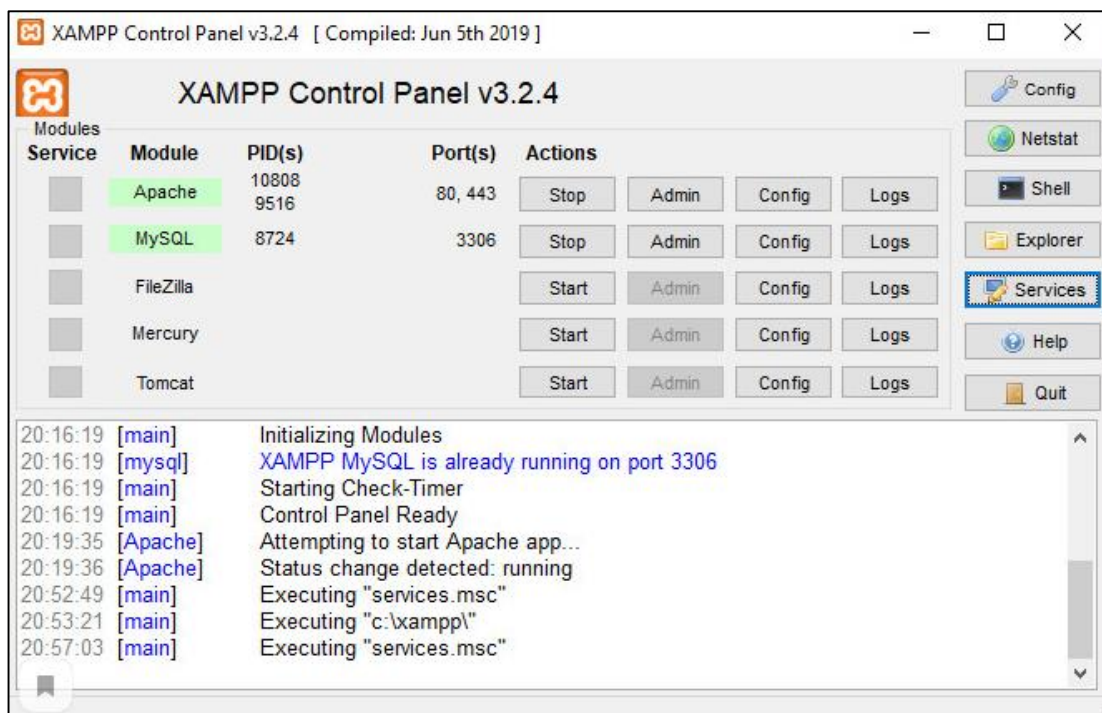 XAMPP Control Panel v3.2.4 [ Compiled: Jun 5th 2019 ]
XAMPP Control Panel v3.2.4
Config
Netstat
Shell
Explorer
Services
Help
Quit
Modules
Service Module PID(s) Port(s) Actions
Apache 10808 9516 80, 443 Stop Admin Config Logs
MySQL 8724 3306 Stop Admin Config Logs
FileZilla Start Admin Config Logs
Mercury Start Admin Config Logs
Tomcat Start Admin Config Logs
20:16:19 [main] Initializing Modules
20:16:19 [mysql] XAMPP MySQL is already running on port 3306
20:16:19 [main] Starting Check-Timer
20:16:19 [main] Control Panel Ready
20:19:35 [Apache] Attempting to start Apache app...
20:19:36 [Apache] Status change detected: running
20:52:49 [main] Executing "services.msc"
20:53:21 [main] Executing "c:\xampp\"
20:57:03 [main] Executing "services.msc"